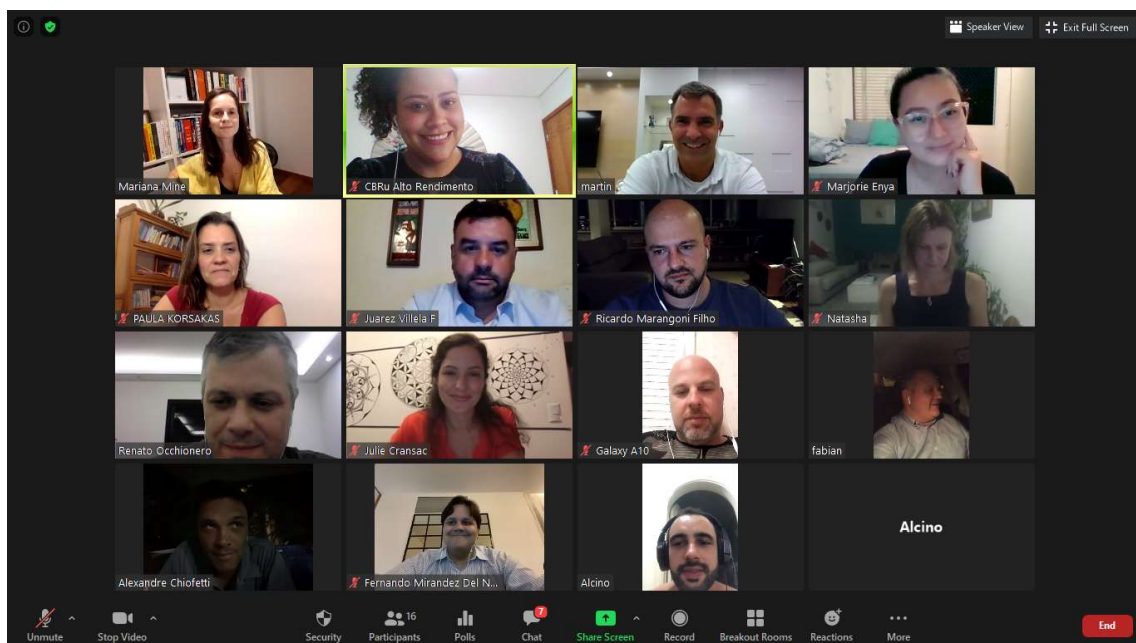 Speaker View
Exit Full Screen
Mariana Mine
CBRu Alto Rendimento
martin
Marjorie Enya
PAULA KORSAKAS
Juarez Villela F
Ricardo Marangoni Filho
Natasha
Renato Occhionero
Julie Cransac
Galaxy A10
fabian
Alexandre Chiofetti
Fernando Mirandez Del N...
Alcino
Alcino
Unmute
Stop Video
Security
16
Participants
Polls
7
Chat
Share Screen
Record
Breakout Rooms
Reactions
More
End